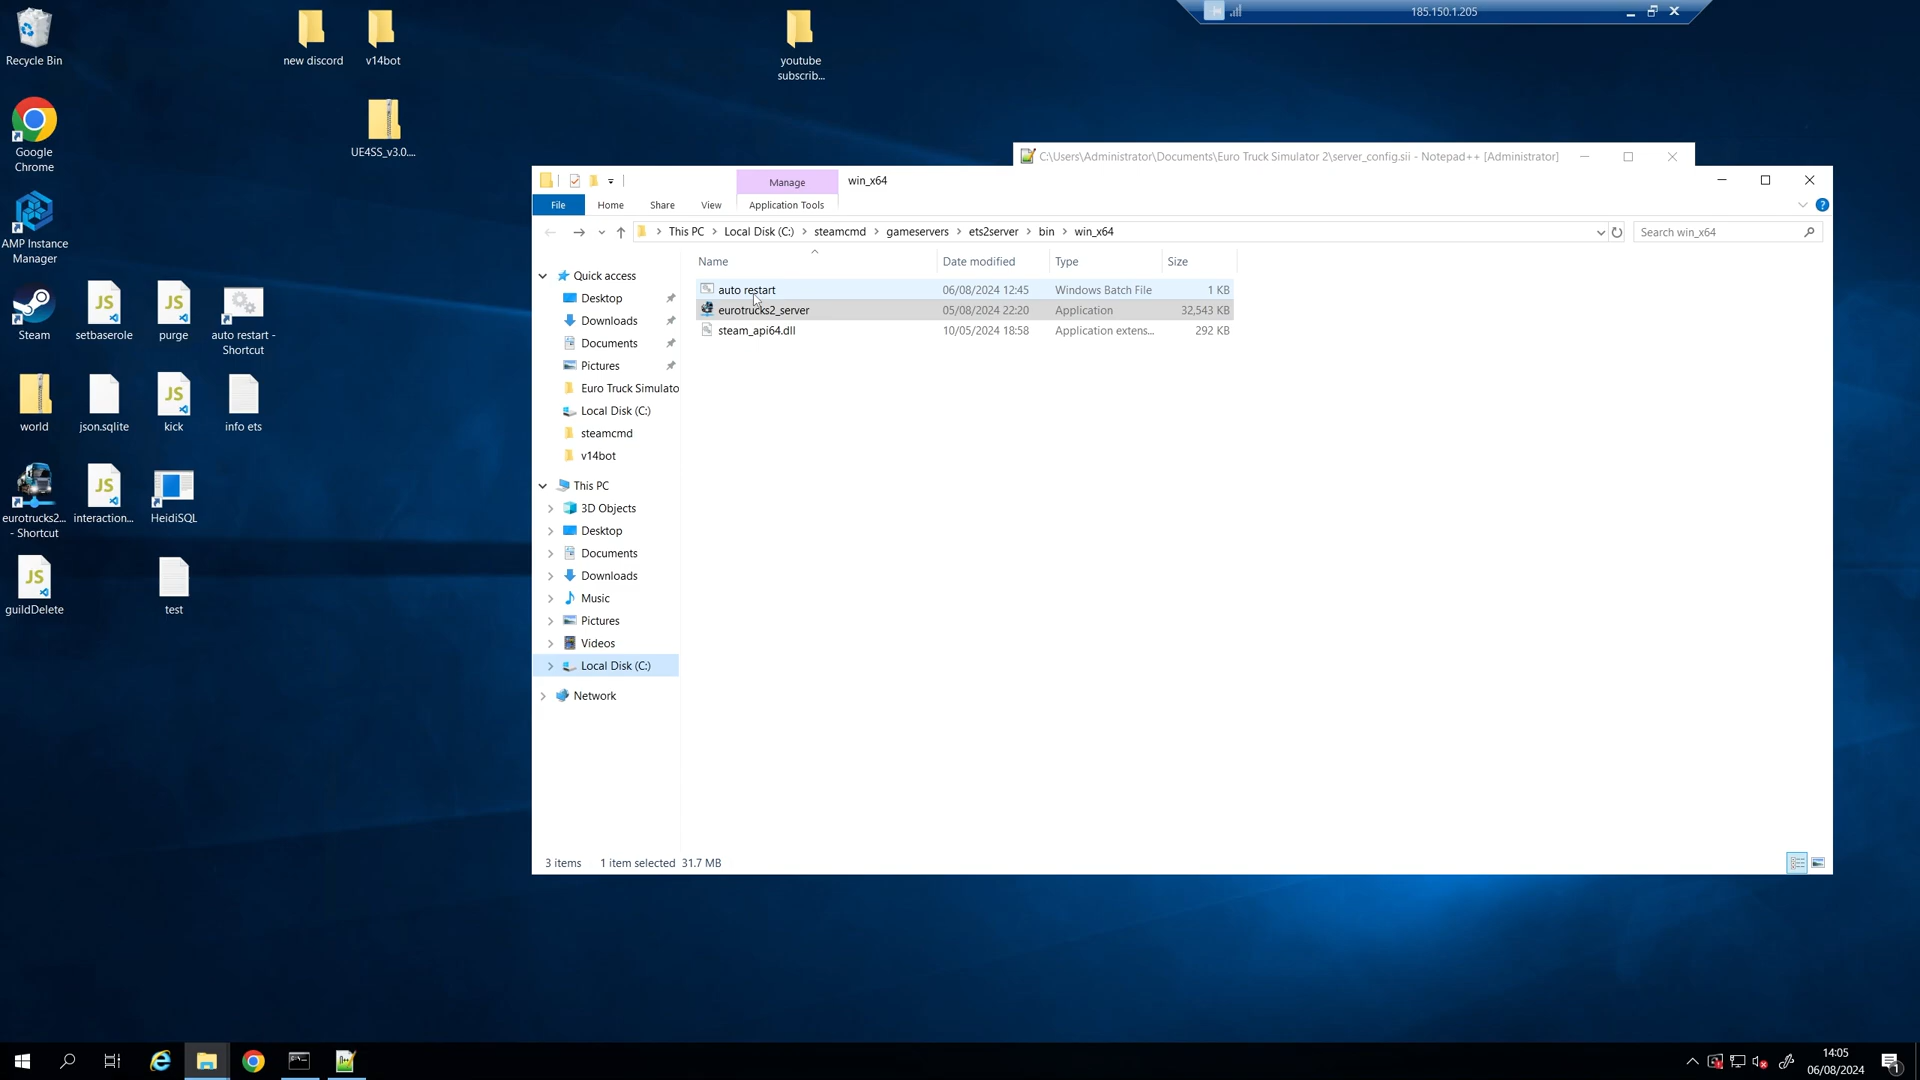 185.150.1.205
Recycle Bin
new discord
v14bot
youtube
subscrib...
Google
Chrome
UE4SS_v3.0....
AMP Instance
Manager
Steam
setbaserole
purge
auto restart -
Shortcut
world
json.sqlite
kick
info ets
eurotrucks2...
- Shortcut
interaction...
HeidiSQL
guildDelete
test
C:\Users\Administrator\Documents\Euro Truck Simulator 2\server_config.sii - Notepad++ [Administrator]
Manage
win_x64
File
Home
Share
View
Application Tools
This PC
Local Disk (C:)
steamcmd
gameservers
ets2server
bin
win_x64
Search win_x64
Name
Date modified
Type
Size
auto restart
06/08/2024 12:45
Windows Batch File
1 KB
eurotrucks2_server
05/08/2024 22:20
Application
32,543 KB
steam_api64.dll
10/05/2024 18:58
Application extens...
292 KB
Quick access
Desktop
Downloads
Documents
Pictures
Euro Truck Simulato
Local Disk (C:)
steamcmd
v14bot
This PC
3D Objects
Desktop
Documents
Downloads
Music
Pictures
Videos
Local Disk (C:)
Network
3 items
1 item selected 31.7 MB
14:05
06/08/2024
1